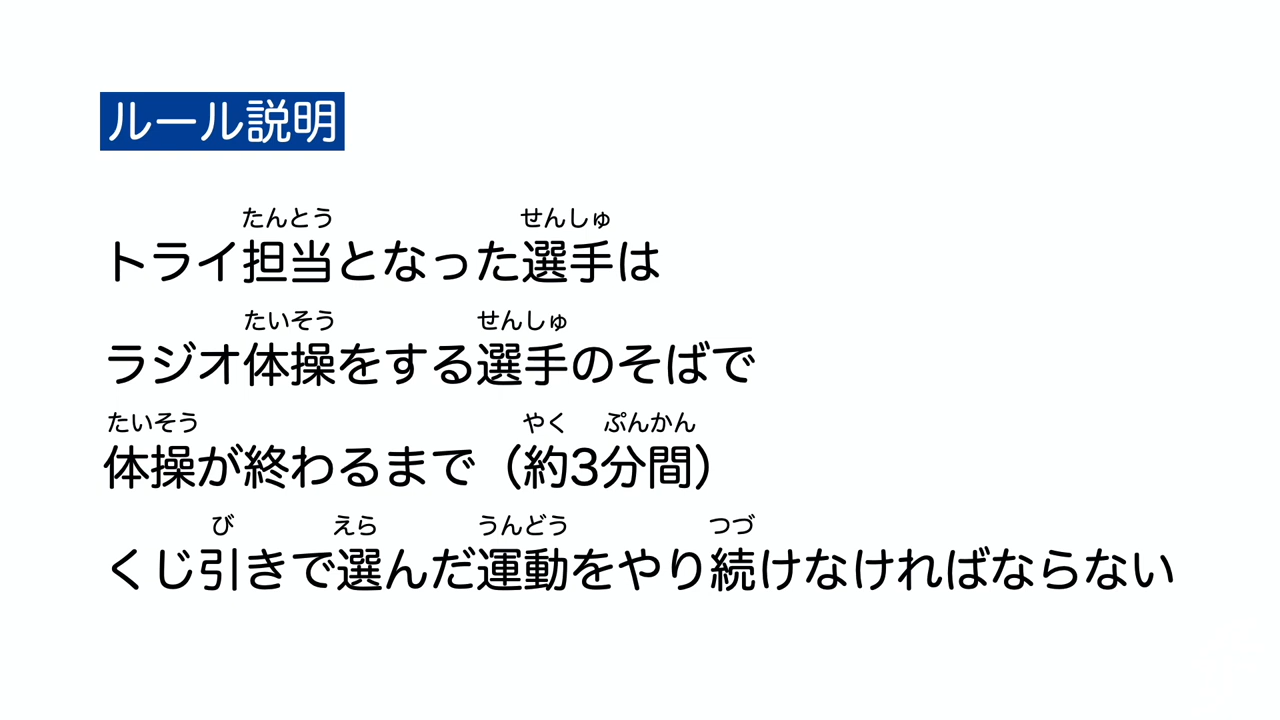 ルール説明
たんとう せんしゅ
トライ担当となった選手は
たいそう せんしゅ
ラジオ体操をする選手のそばで
たいそう やく ぷんかん
体操が終わるまで（約3分間）
び えら うんどう つづ
くじ引きで選んだ運動をやり続けなければならない